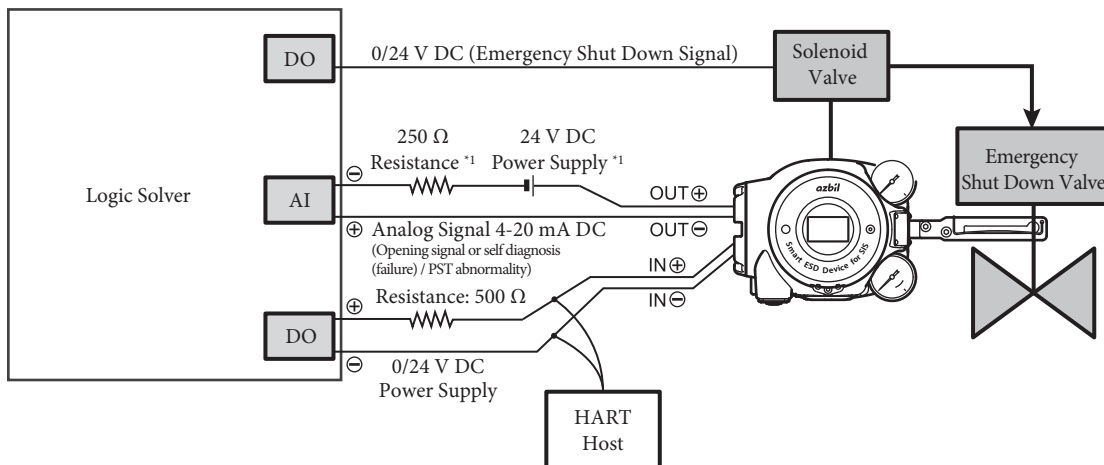 DO
0/24 V DC (Emergency Shut Down Signal)
Solenoid
Valve
250 Ω
Resistance *1
24 V DC
Power Supply *1
Emergency
Shut Down Valve
Logic Solver
⊖
AI
⊕
OUT⊕
OUT⊖
azbil
Smart ESD Device for SIS
Analog Signal 4-20 mA DC
(Opening signal or self diagnosis
(failure) / PST abnormality)
IN⊕
IN⊖
Resistance: 500 Ω
⊕
DO
⊖
0/24 V DC
Power Supply
HART
Host